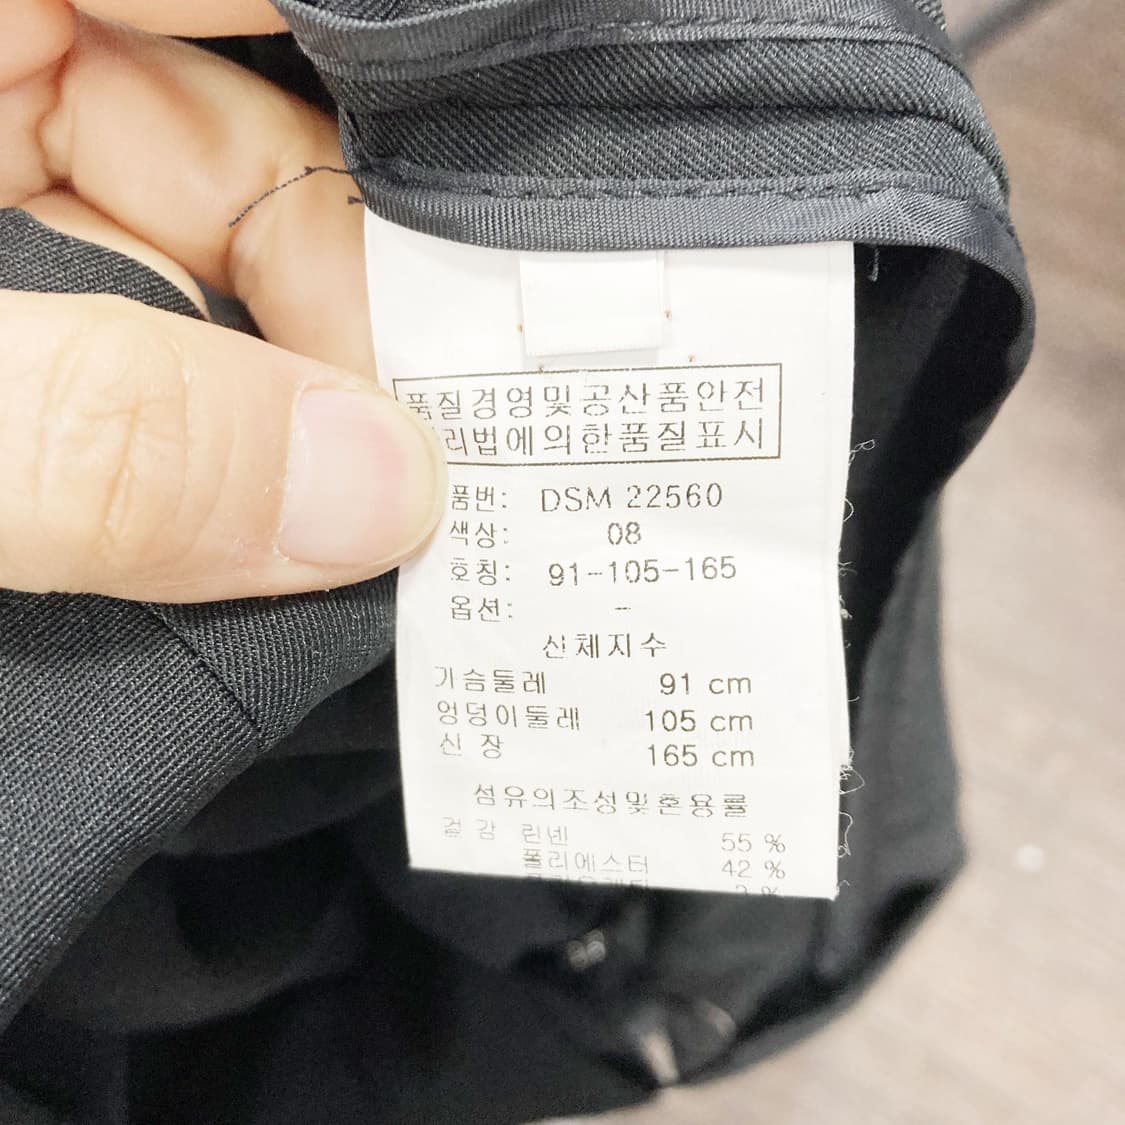 품질경영및공산품안전
리법에의한품질표시
품번: DSM 22560
색상: 08
호칭: 91-105-165
옵션: -
신체지수
가슴둘레 91 cm
엉덩이둘레 105 cm
신 장 165 cm
섬유의조성및혼용률
겉 감 린넨 55 %
폴리에스터 42 %